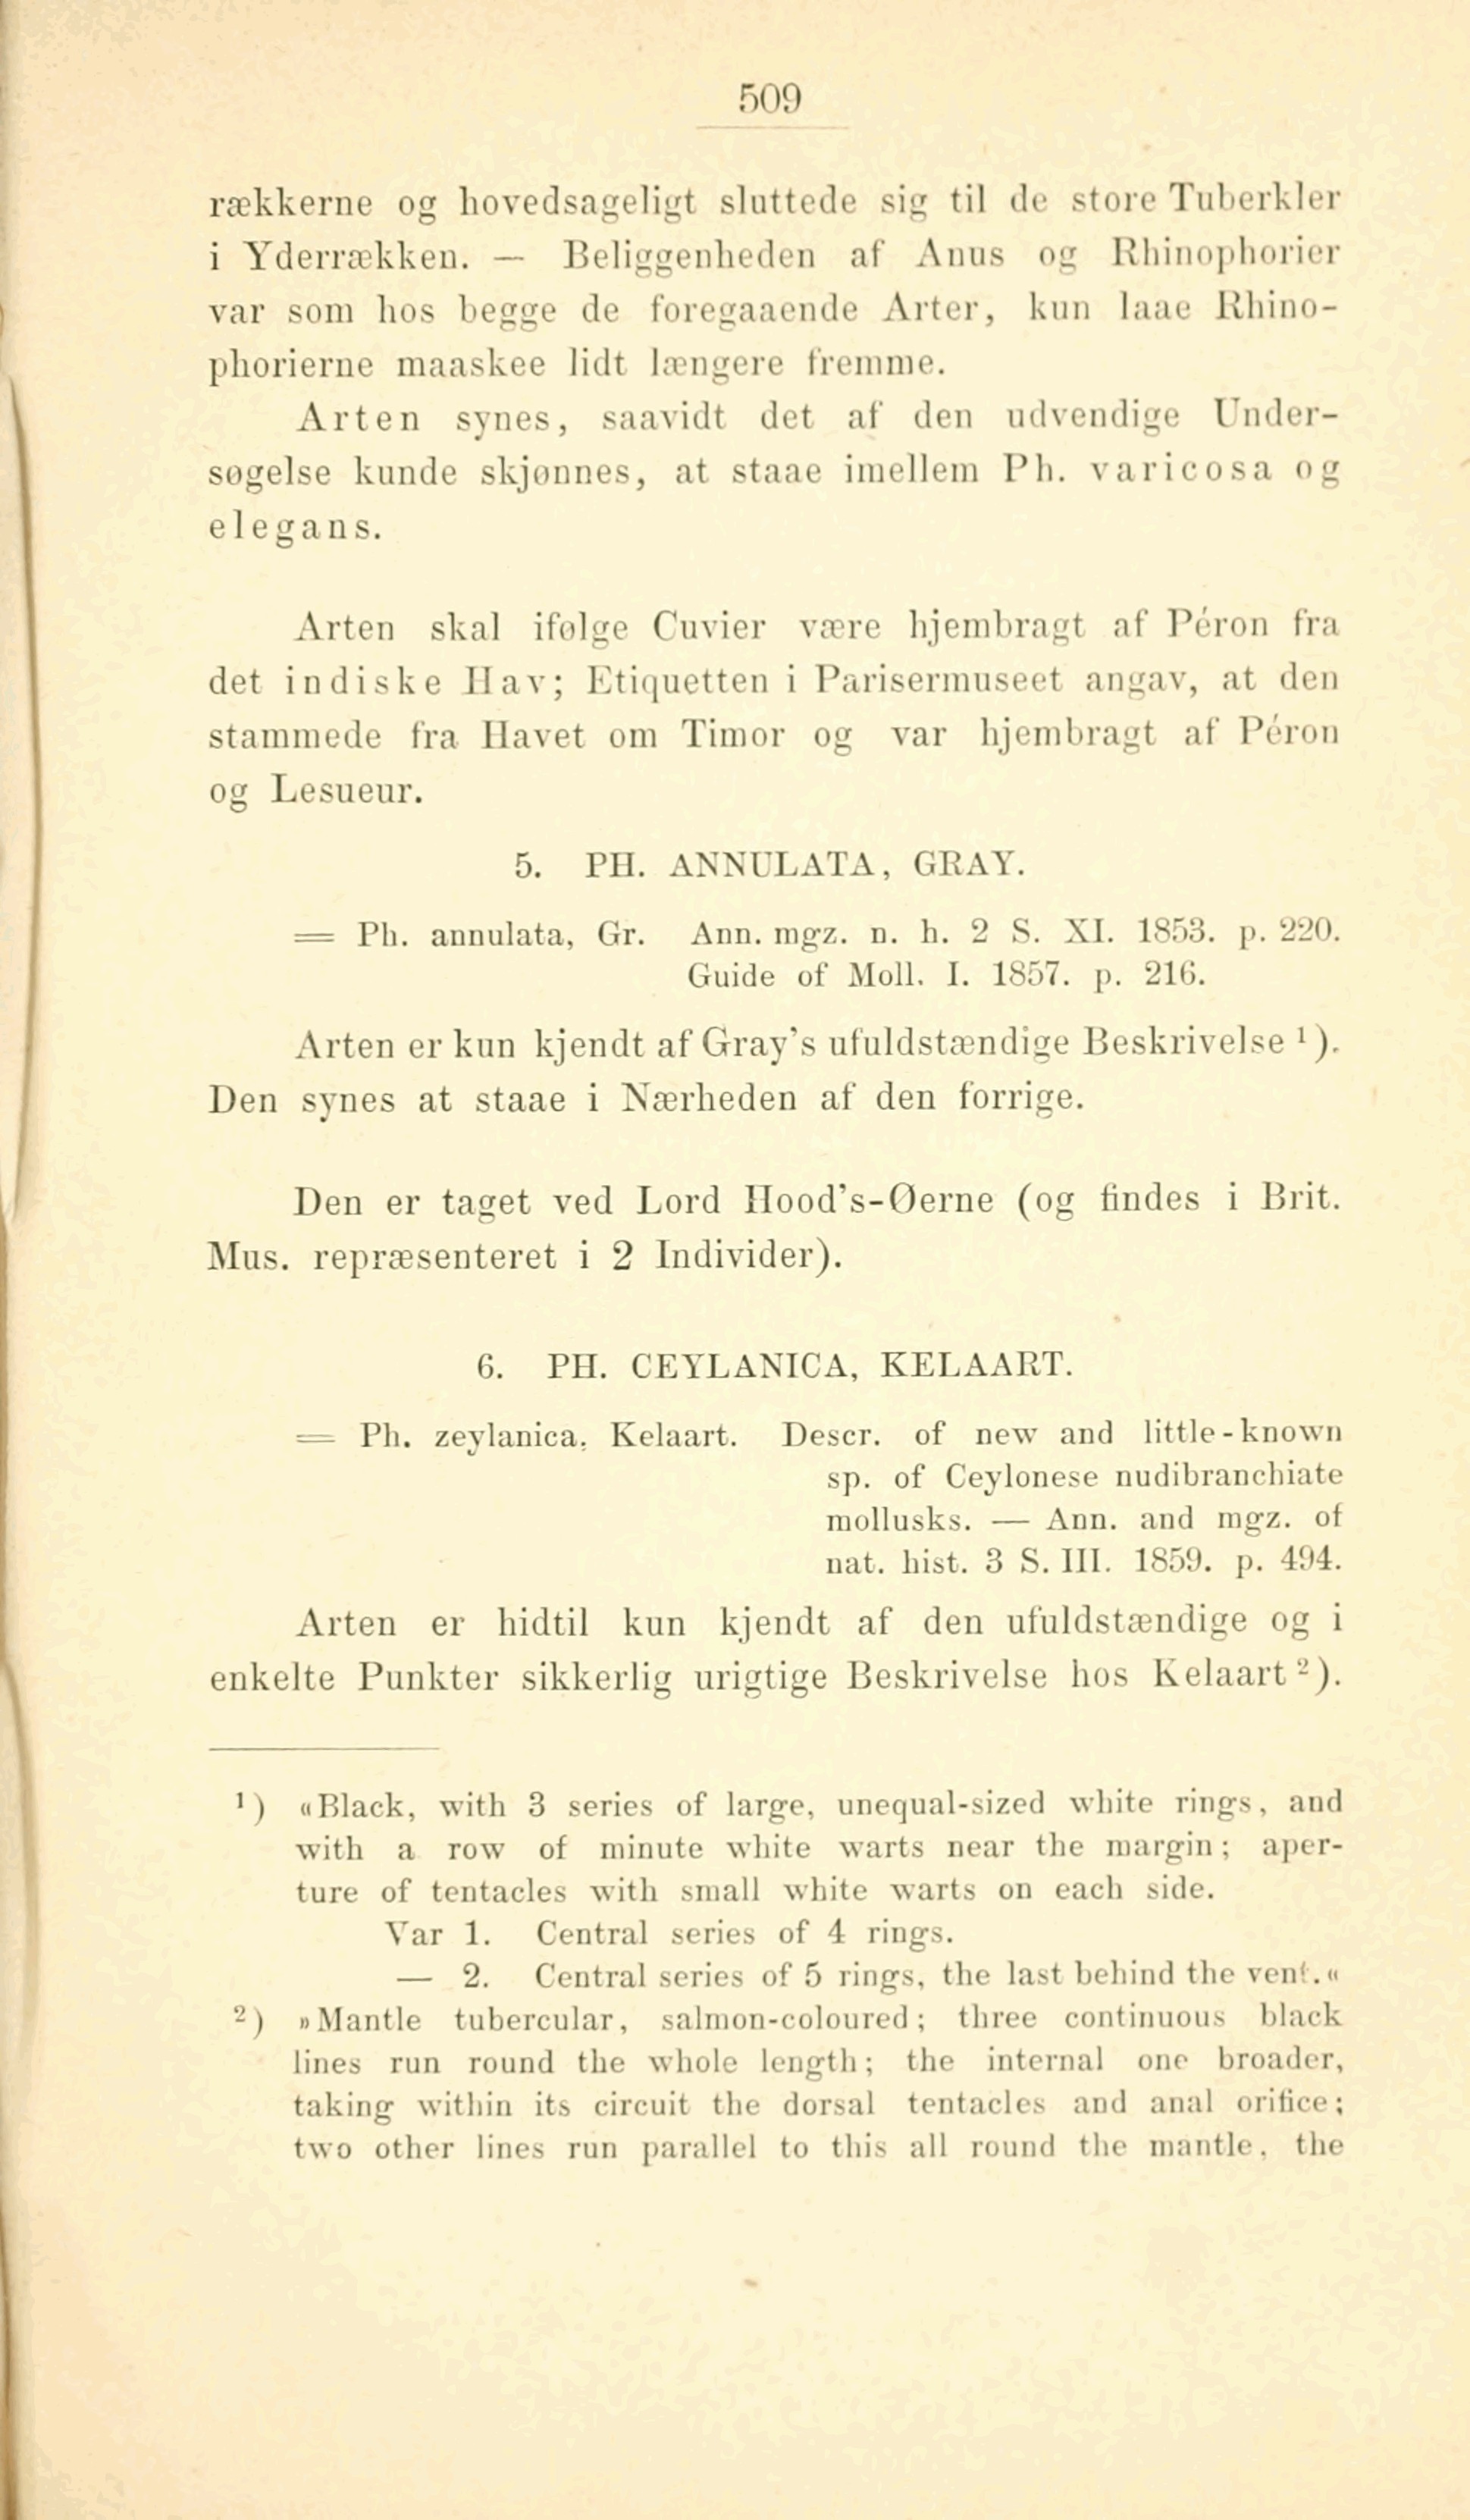 509
rækkerne og hovedsageligt sluttede sig til de store Tuberkler
i Yderrækken. — Beliggenheden af Anus og Rhinophorier
var som hos begge de foregaaende Arter, kun laae Rhino-
phorierne maaskee lidt længere fremme.
Arten synes, saavidt det af den udvendige Under-
søgelse kunde skjønnes, at staae imellem Ph. varicosa og
elegans.
Arten skal ifølge Cuvier være hjembragt af Péron fra
det indiske Hav; Etiquetten i Parisermuseet angav, at den
stammede fra Havet om Timor og var hjembragt af Péron
og Lesueur.
5. PH. ANNULATA, GRAY.
= Ph. annulata, Gr. Ann. mgz. n. h. 2 S. XI. 1853. p. 220.
Guide of Moll. I. 1857. p. 216.
Arten er kun kjendt af Gray's ufuldstændige Beskrivelse ¹).
Den synes at staae i Nærheden af den forrige.
Den er taget ved Lord Hood's-Øerne (og findes i Brit.
Mus. repræsenteret i 2 Individer).
6. PH. CEYLANICA, KELAART.
= Ph. zeylanica, Kelaart. Descr. of new and little-known
sp. of Ceylonese nudibranchiate
mollusks. — Ann. and mgz. of
nat. hist. 3 S. III. 1859. p. 494.
Arten er hidtil kun kjendt af den ufuldstændige og i
enkelte Punkter sikkerlig urigtige Beskrivelse hos Kelaart ²).
¹) «Black, with 3 series of large, unequal-sized white rings, and
with a row of minute white warts near the margin; aper-
ture of tentacles with small white warts on each side.
Var 1. Central series of 4 rings.
— 2. Central series of 5 rings, the last behind the vent.«
²) »Mantle tubercular, salmon-coloured; three continuous black
lines run round the whole length; the internal one broader,
taking within its circuit the dorsal tentacles and anal orifice;
two other lines run parallel to this all round the mantle, the